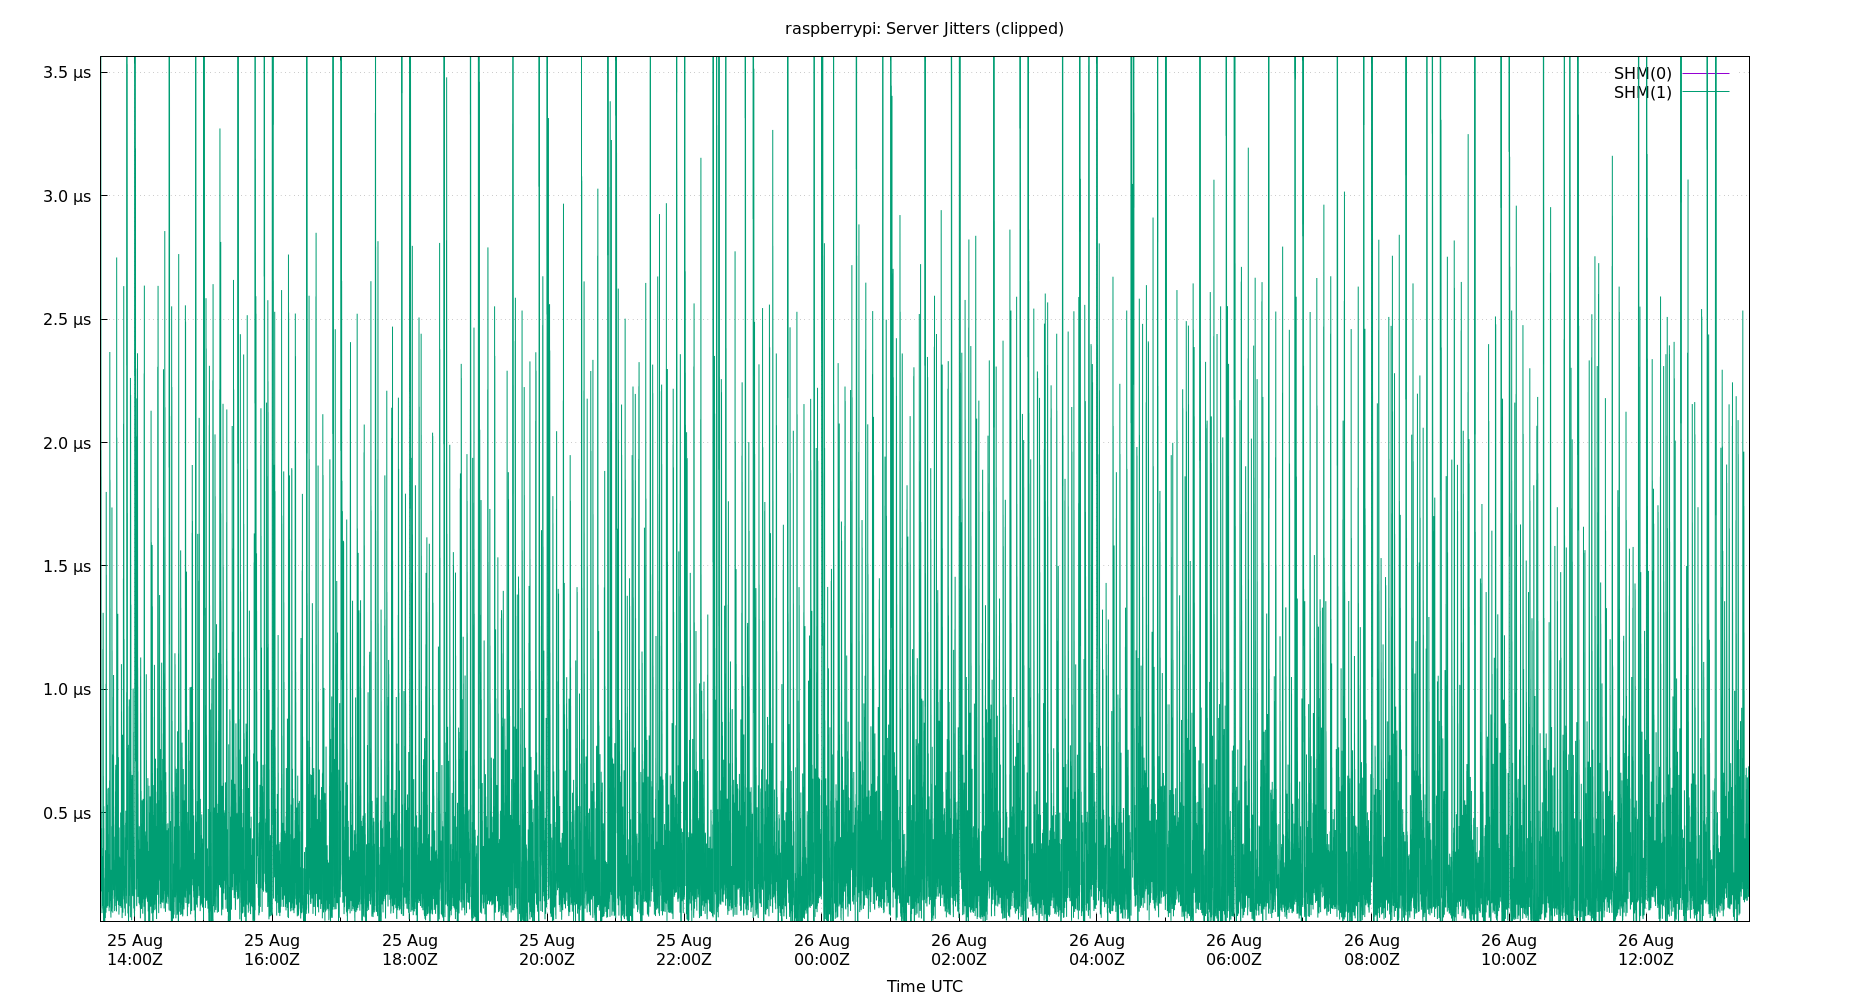 raspberrypi: Server Jitters (clipped)
3.5 µs
3.0 µs
2.5 µs
2.0 µs
1.5 µs
1.0 µs
0.5 µs
SHM(0)
SHM(1)
25 Aug 25 Aug 25 Aug 25 Aug 25 Aug 26 Aug 26 Aug 26 Aug 26 Aug 26 Aug 26 Aug 26 Aug
14:00Z 16:00Z 18:00Z 20:00Z 22:00Z 00:00Z 02:00Z 04:00Z 06:00Z 08:00Z 10:00Z 12:00Z
Time UTC